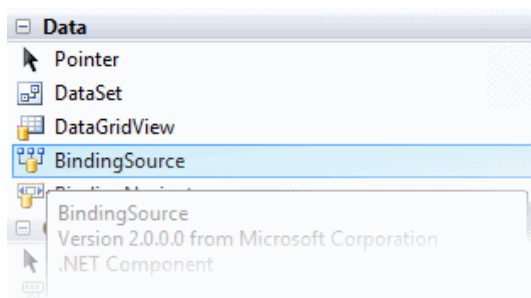 Data
Pointer
DataSet
DataGridView
BindingSource
BindingSource
Version 2.0.0.0 from Microsoft Corporation
.NET Component